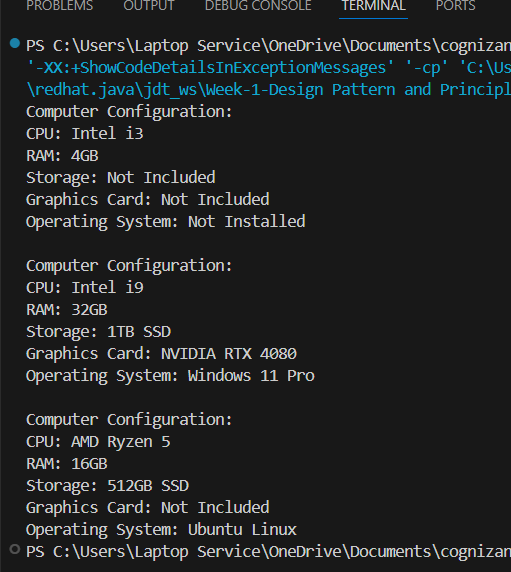 PROBLEMS OUTPUT DEBUG CONSOLE TERMINAL PORTS
PS C:\Users\Laptop Service\OneDrive\Documents\cognizan
'-XX:+ShowCodeDetailsInExceptionMessages' '-cp' 'C:\Us
\redhat.java\jdt_ws\Week-1-Design Pattern and Principl
Computer Configuration:
CPU: Intel i3
RAM: 4GB
Storage: Not Included
Graphics Card: Not Included
Operating System: Not Installed
Computer Configuration:
CPU: Intel i9
RAM: 32GB
Storage: 1TB SSD
Graphics Card: NVIDIA RTX 4080
Operating System: Windows 11 Pro
Computer Configuration:
CPU: AMD Ryzen 5
RAM: 16GB
Storage: 512GB SSD
Graphics Card: Not Included
Operating System: Ubuntu Linux
PS C:\Users\Laptop Service\OneDrive\Documents\cognizan